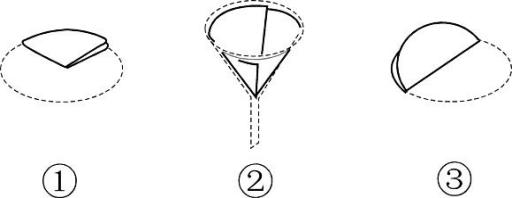 ① ② ③